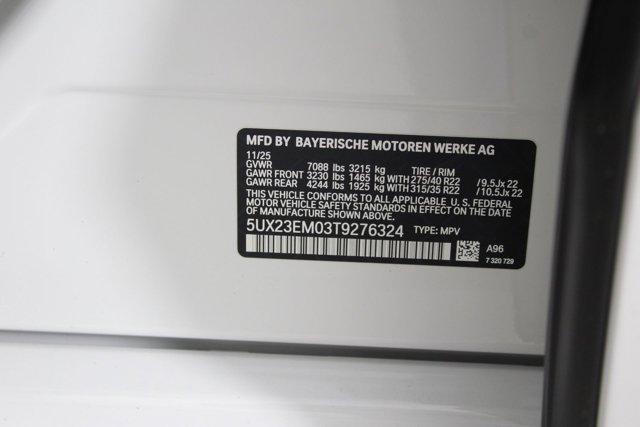 MFD BY BAYERISCHE MOTOREN WERKE AG
11/25
GVWR 7088 lbs 3215 kg TIRE / RIM
GAWR FRONT 3230 lbs 1465 kg WITH 275/40 R22 / 9.5Jx 22
GAWR REAR 4244 lbs 1925 kg WITH 315/35 R22 / 10.5Jx 22
THIS VEHICLE CONFORMS TO ALL APPLICABLE U.S. FEDERAL
MOTOR VEHICLE SAFETY STANDARDS IN EFFECT ON THE
DATE OF MANUFACTURE SHOWN ABOVE.
5UX23EM03T9276324 TYPE: MPV
A96
7 320 729